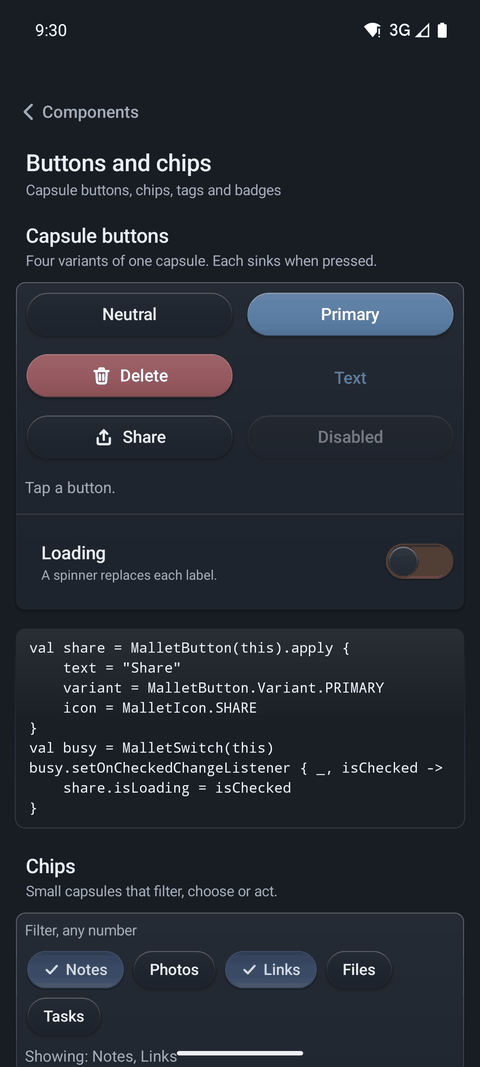 9:30
3G
Components
Buttons and chips
Capsule buttons, chips, tags and badges
Capsule buttons
Four variants of one capsule. Each sinks when pressed.
Neutral
Primary
Delete
Text
Share
Disabled
Tap a button.
Loading
A spinner replaces each label.
val share = MalletButton(this).apply {
    text = "Share"
    variant = MalletButton.Variant.PRIMARY
    icon = MalletIcon.SHARE
}
val busy = MalletSwitch(this)
busy.setOnCheckedChangeListener { _, isChecked ->
    share.isLoading = isChecked
}
Chips
Small capsules that filter, choose or act.
Filter, any number
Notes
Photos
Links
Files
Tasks
Showing: Notes, Links